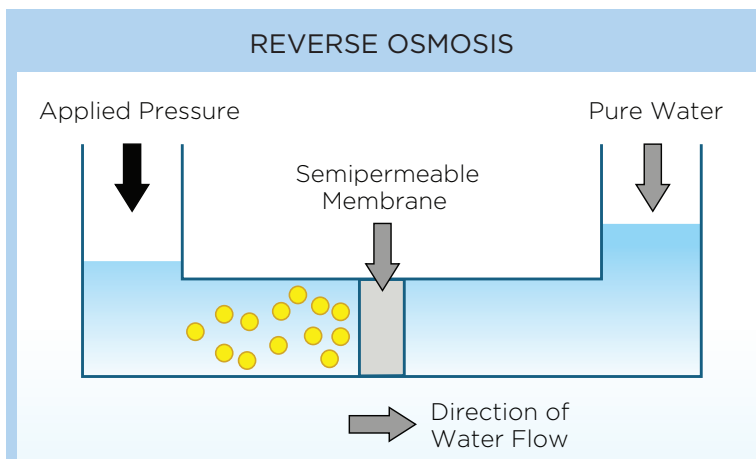 REVERSE OSMOSIS
Applied Pressure
Pure Water
Semipermeable
Membrane
Direction of
Water Flow